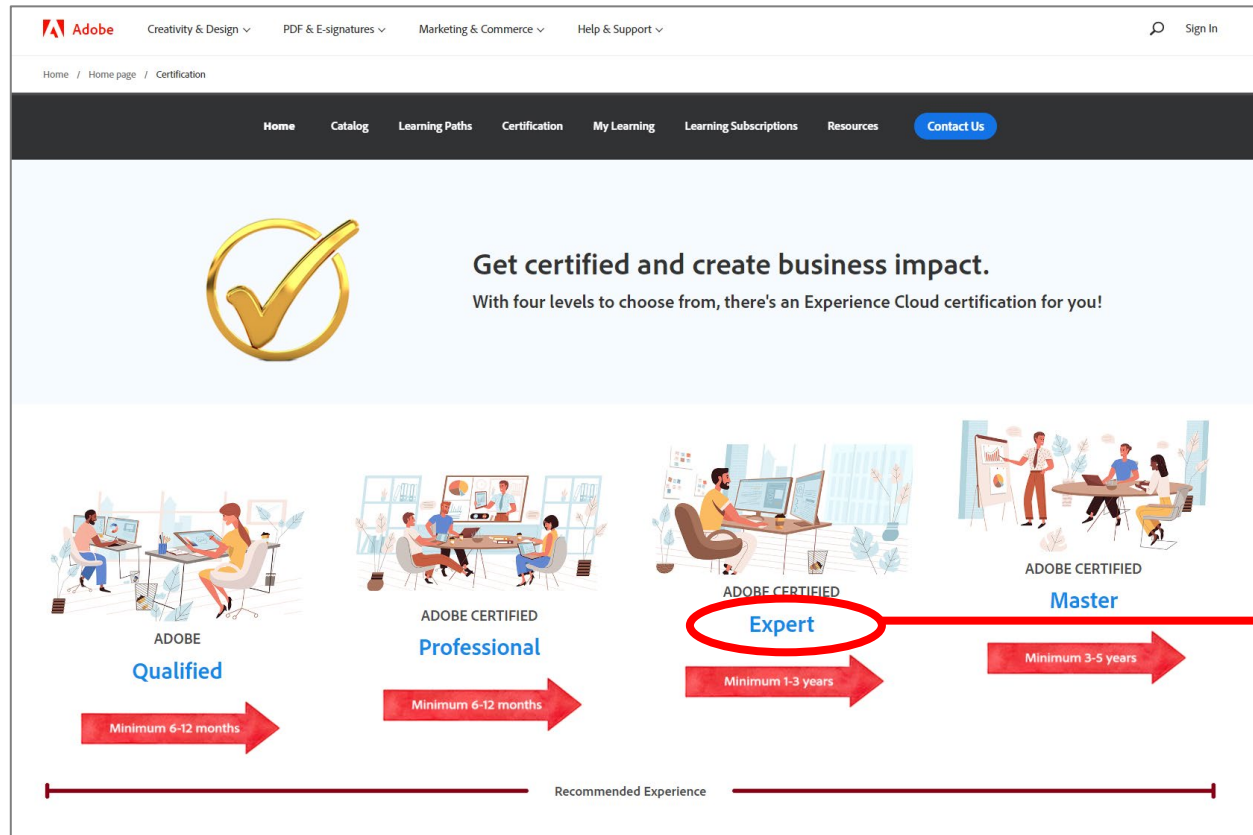 Adobe
Creativity & Design
PDF & E-signatures
Marketing & Commerce
Help & Support
Sign In
Home / Home page / Certification
Home
Catalog
Learning Paths
Certification
My Learning
Learning Subscriptions
Resources
Contact Us
Get certified and create business impact.
With four levels to choose from, there's an Experience Cloud certification for you!
ADOBE
Qualified
Minimum 6-12 months
ADOBE CERTIFIED
Professional
Minimum 6-12 months
ADOBE CERTIFIED
Expert
Minimum 1-3 years
ADOBE CERTIFIED
Master
Minimum 3-5 years
Recommended Experience